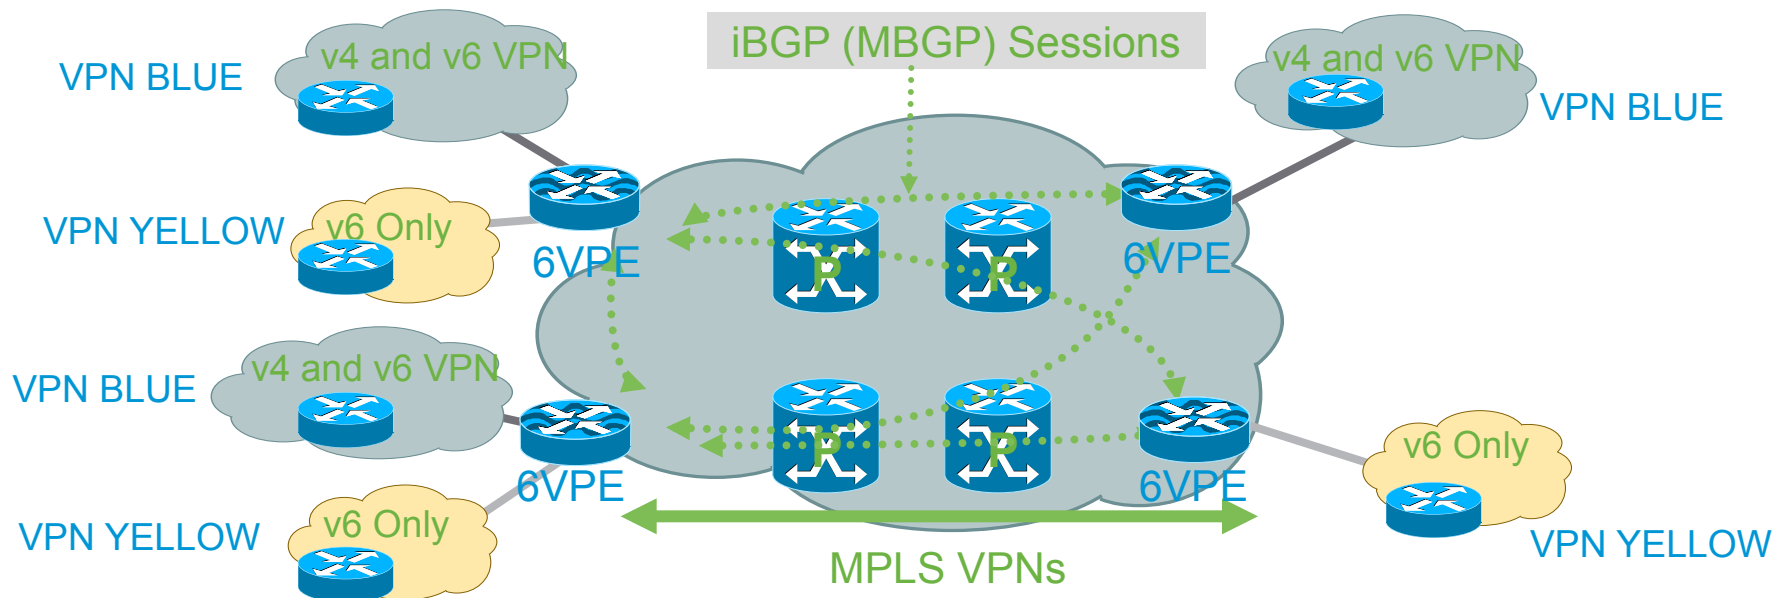 iBGP (MBGP) Sessions
v4 and v6 VPN
v4 and v6 VPN
VPN BLUE
VPN BLUE
v6 Only
VPN YELLOW
6VPE
6VPE
P
P
v4 and v6 VPN
VPN BLUE
P
P
v6 Only
6VPE
6VPE
v6 Only
VPN YELLOW
VPN YELLOW
MPLS VPNs